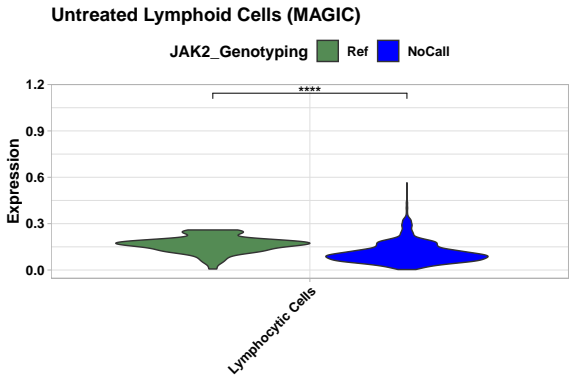 Untreated Lymphoid Cells (MAGIC)
JAK2_Genotyping Ref NoCall
1.2
****
0.9
0.6
0.3
0.0
Expression
Lymphocytic Cells